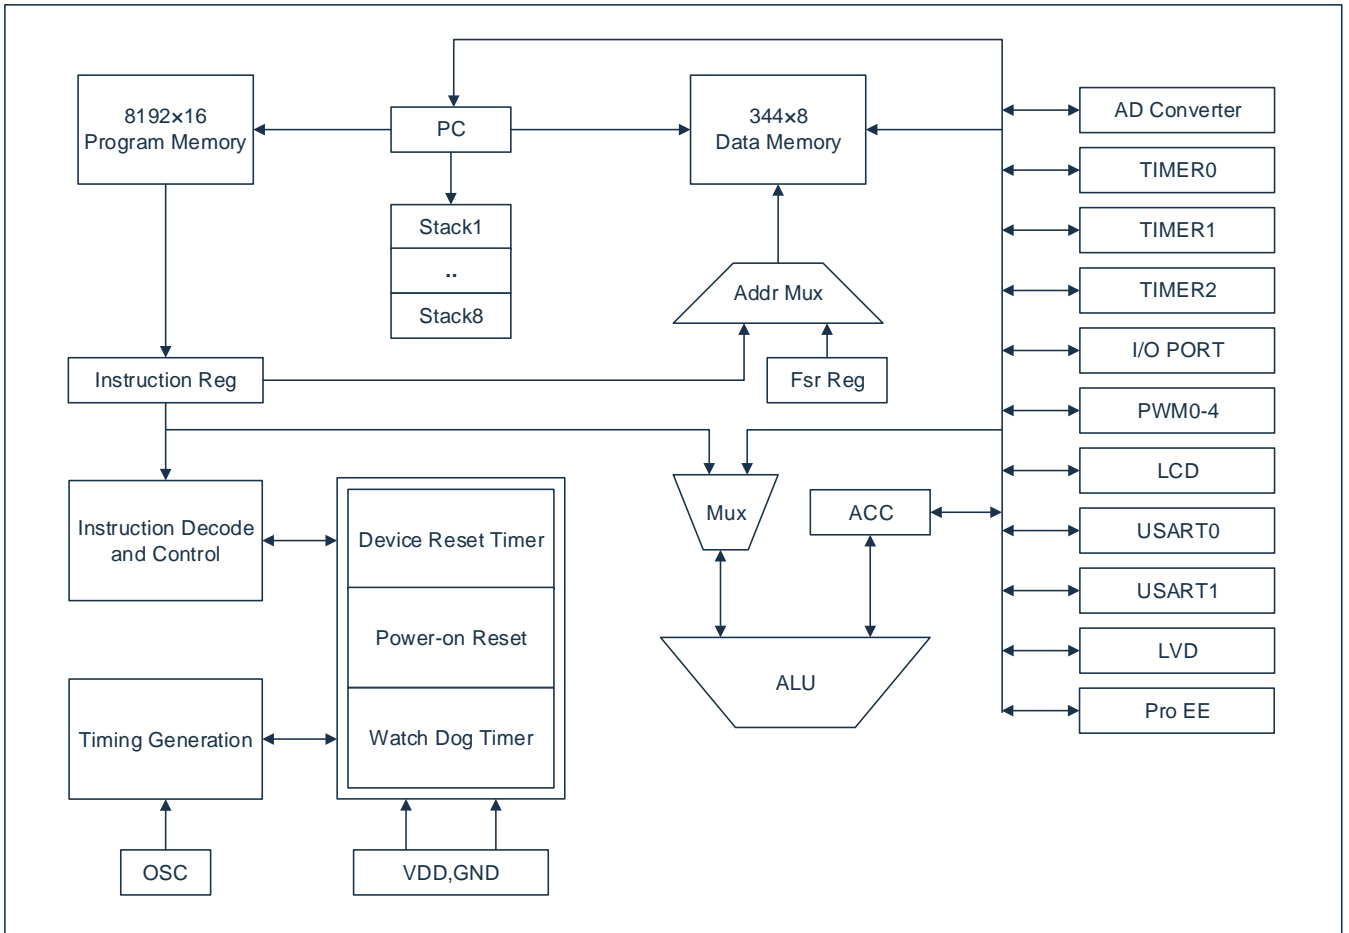 8192×16
Program Memory
PC
344×8
Data Memory
AD Converter
TIMER0
TIMER1
TIMER2
I/O PORT
PWM0-4
LCD
USART0
USART1
LVD
Pro EE
Stack1
..
Stack8
Addr Mux
Instruction Reg
Fsr Reg
Instruction Decode
and Control
Device Reset Timer
Power-on Reset
Watch Dog Timer
Mux
ACC
ALU
Timing Generation
OSC
VDD,GND